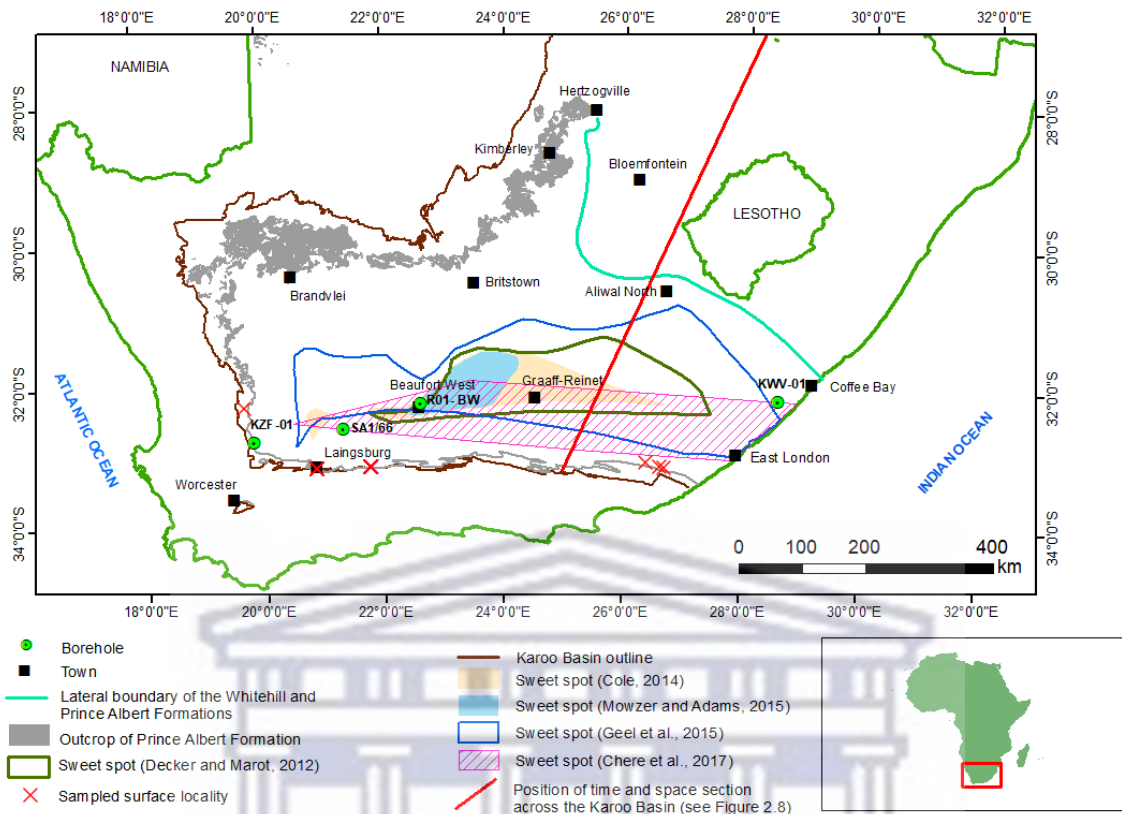 18°0'0"E 20°0'0"E 22°0'0"E 24°0'0"E 26°0'0"E 28°0'0"E 30°0'0"E 32°0'0"E
NAMIBIA
Hertzogville
28°0'0"S
28°0'0"S
Kimberley
Bloemfontein
LESOTHO
30°0'0"S
30°0'0"S
Brandvlei
Britstown
Aliwal North
ATLANTIC OCEAN
32°0'0"S
32°0'0"S
Beaufort West
R01-BW
Graaff-Reinet
KWV-01
Coffee Bay
KZF-01
SA1/66
Laingsburg
East London
INDIAN OCEAN
Worcester
34°0'0"S
34°0'0"S
0 100 200 400
km
18°0'0"E 20°0'0"E 22°0'0"E 24°0'0"E 26°0'0"E 28°0'0"E 30°0'0"E 32°0'0"E
Borehole
Town
Lateral boundary of the Whitehill and
Prince Albert Formations
Outcrop of Prince Albert Formation
Sweet spot (Decker and Marot, 2012)
Sampled surface locality
Karoo Basin outline
Sweet spot (Cole, 2014)
Sweet spot (Mowzer and Adams, 2015)
Sweet spot (Geel et al., 2015)
Sweet spot (Chere et al., 2017)
Position of time and space section
across the Karoo Basin (see Figure 2.8)